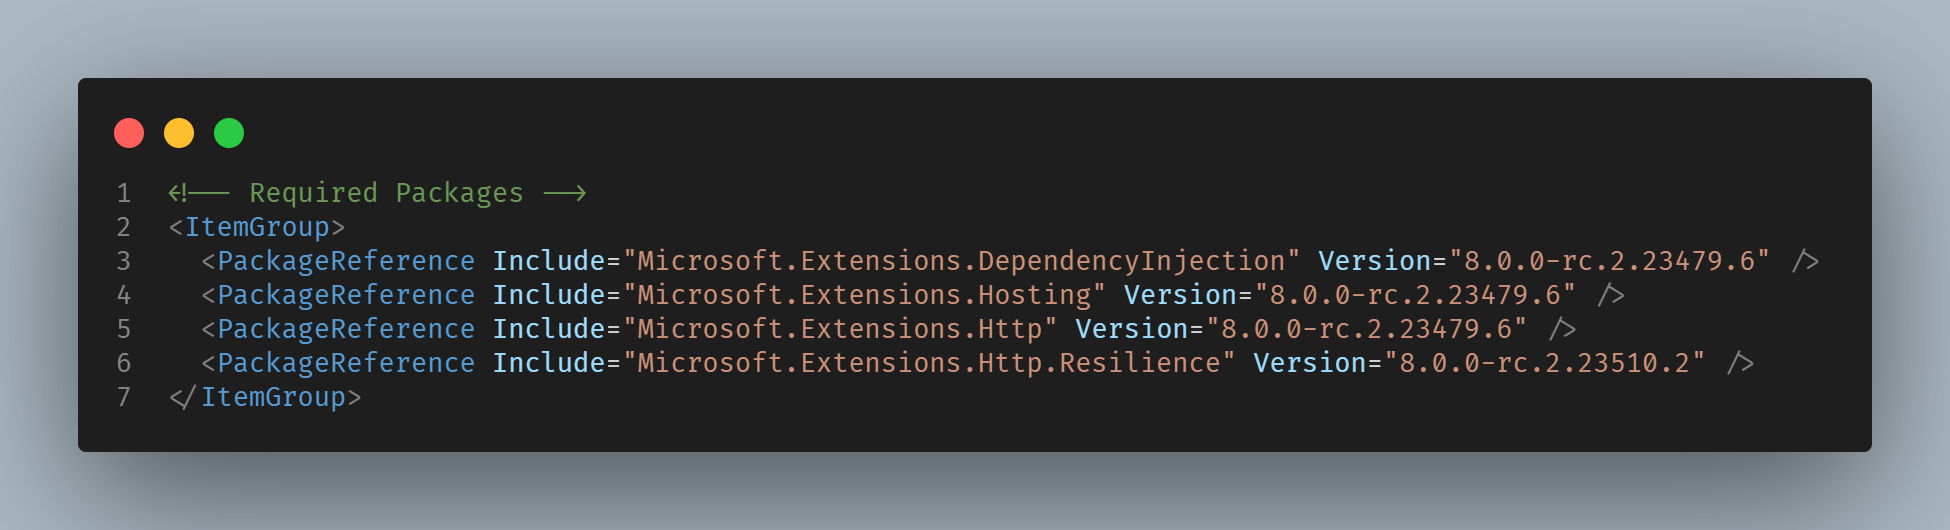 1 <!-- Required Packages -->
2 <ItemGroup>
3   <PackageReference Include="Microsoft.Extensions.DependencyInjection" Version="8.0.0-rc.2.23479.6" />
4   <PackageReference Include="Microsoft.Extensions.Hosting" Version="8.0.0-rc.2.23479.6" />
5   <PackageReference Include="Microsoft.Extensions.Http" Version="8.0.0-rc.2.23479.6" />
6   <PackageReference Include="Microsoft.Extensions.Http.Resilience" Version="8.0.0-rc.2.23510.2" />
7 </ItemGroup>